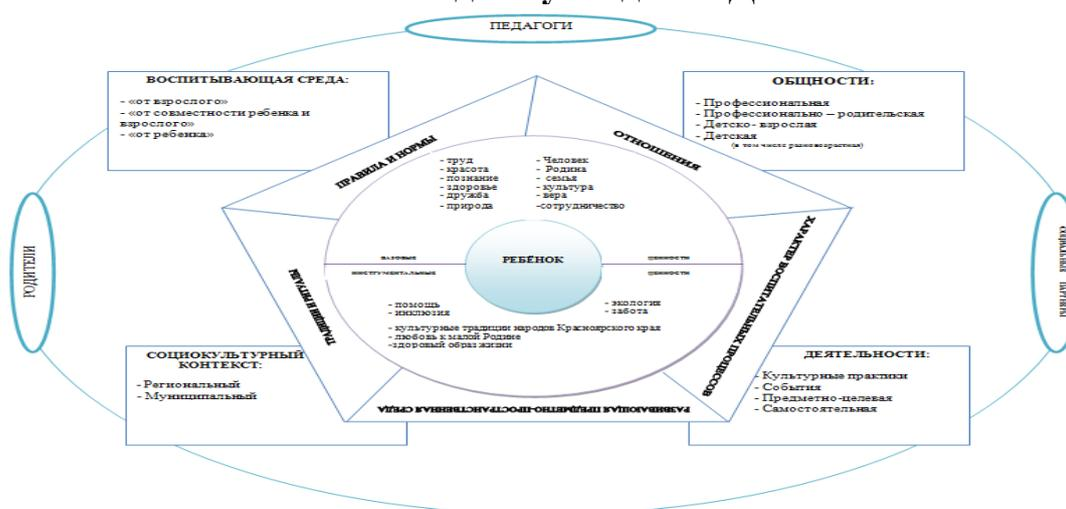 ПЕДАГОГИ
ВОСПИТЫВАЮЩАЯ СРЕДА:
- «от взрослого»
- «от совместности ребенка и
взрослого»
- «от ребенка»
ОБЩНОСТИ:
- Профессиональная
- Профессионально – родительская
- Детско- взрослая
- Детская
(в том числе разновозрастная)
ПРАВИЛА И НОРМЫ
ОТНОШЕНИЯ
- труд
- красота
- познание
- здоровье
- дружба
- природа
- Человек
- Родина
- семья
- культура
- вера
-сотрудничество
РОДИТЕЛИ
БАЗОВЫЕ
ЦЕННОСТИ
РЕБЁНОК
ИНСТРУМЕНТАЛЬНЫЕ
ЦЕННОСТИ
ТРАДИЦИИ И РИТУАЛЫ
ХАРАКТЕР ВОСПИТАТЕЛЬНЫХ ПРОЦЕССОВ
- помощь
- инклюзия
- экология
- забота
- культурные традиции народов Красноярского края
- любовь к малой Родине
-здоровый образ жизни
СОЦИОКУЛЬТУРНЫЙ
КОНТЕКСТ:
- Региональный
- Муниципальный
РАЗВИВАЮЩАЯ ПРЕДМЕТНО-ПРОСТРАНСТВЕННАЯ СРЕДА
ДЕЯТЕЛЬНОСТИ:
- Культурные практики
- События
- Предметно-целевая
- Самостоятельная